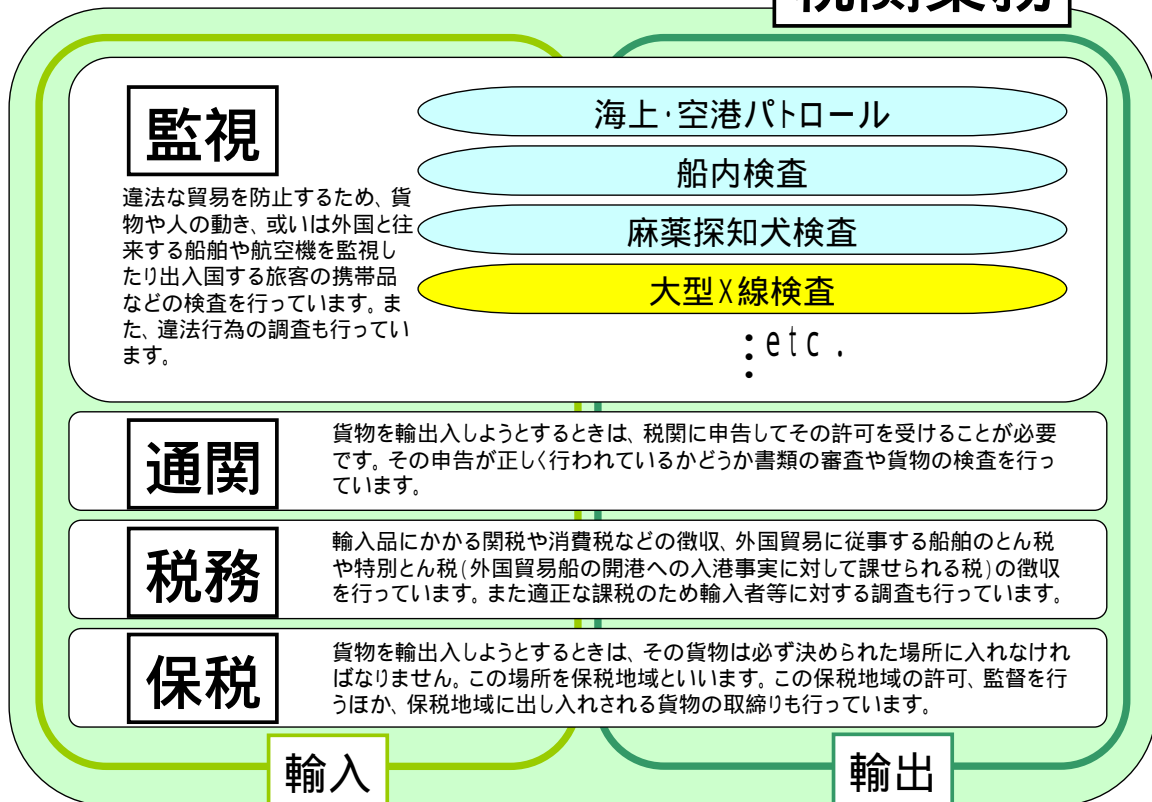 税関業務
監視
違法な貿易を防止するため、貨
物や人の動き、或いは外国と往
来する船舶や航空機を監視し
たり出入国する旅客の携帯品
などの検査を行っています。ま
た、違法行為の調査も行ってい
ます。
海上・空港パトロール
船内検査
麻薬探知犬検査
大型X線検査
:etc.
通関
貨物を輸出入しようとするときは、税関に申告してその許可を受けることが必要
です。その申告が正しく行われているかどうか書類の審査や貨物の検査を行っ
ています。
税務
輸入品にかかる関税や消費税などの徴収、外国貿易に従事する船舶のとん税
や特別とん税(外国貿易船の開港への入港事実に対して課せられる税)の徴収
を行っています。また適正な課税のため輸入者等に対する調査も行っています。
保税
貨物を輸出入しようとするときは、その貨物は必ず決められた場所に入れなけれ
ばなりません。この場所を保税地域といいます。この保税地域の許可、監督を行
うほか、保税地域に出し入れされる貨物の取締りも行っています。
輸入
輸出